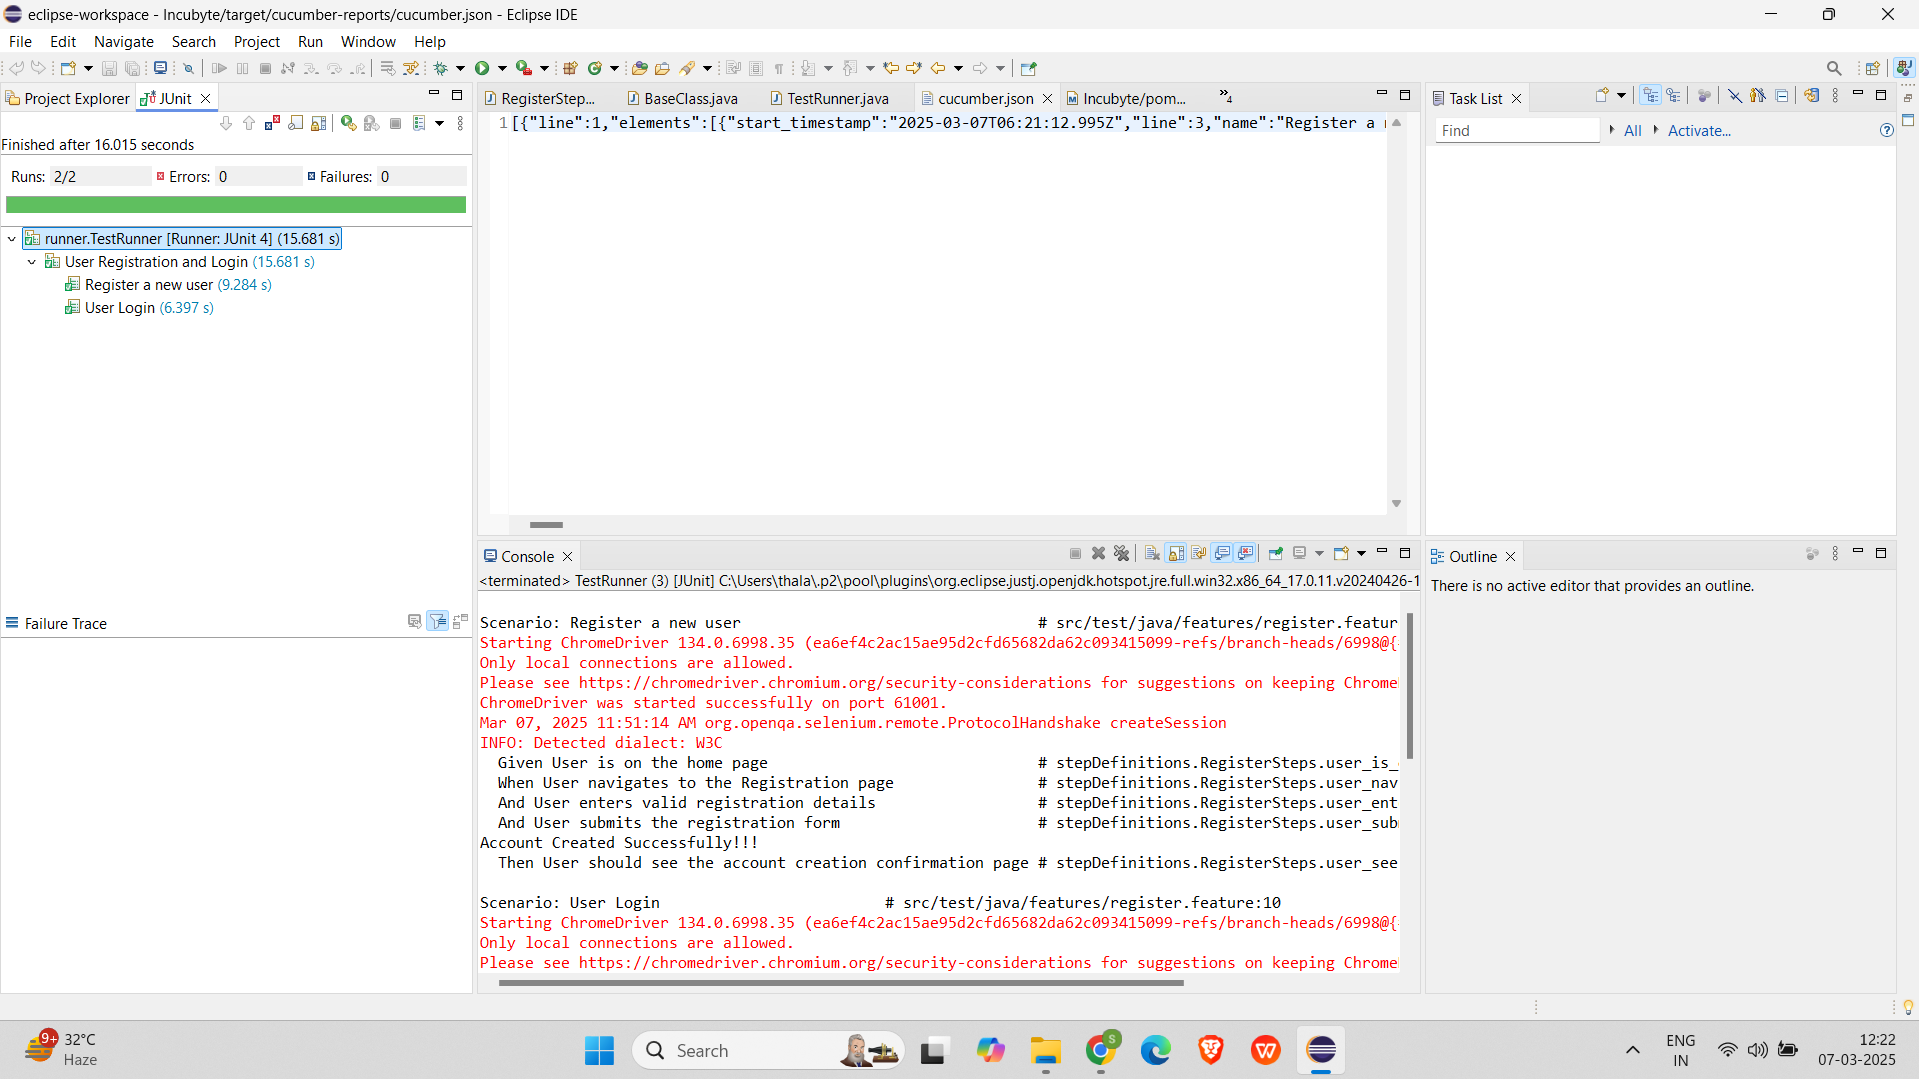 eclipse-workspace - Incubyte/target/cucumber-reports/cucumber.json - Eclipse IDE
File Edit Navigate Search Project Run Window Help
Project Explorer JUnit
Finished after 16.015 seconds
Runs: 2/2 Errors: 0 Failures: 0
runner.TestRunner [Runner: JUnit 4] (15.681 s)
User Registration and Login (15.681 s)
Register a new user (9.284 s)
User Login (6.397 s)
Failure Trace
RegisterStep... BaseClass.java TestRunner.java cucumber.json Incubyte/pom... »4
1 [{"line":1,"elements":[{"start_timestamp":"2025-03-07T06:21:12.995Z","line":3,"name":"Register a
Console
<terminated> TestRunner (3) [JUnit] C:\Users\thala\.p2\pool\plugins\org.eclipse.justj.openjdk.hotspot.jre.full.win32.x86_64_17.0.11.v20240426-1
Scenario: Register a new user # src/test/java/features/register.featur
Starting ChromeDriver 134.0.6998.35 (ea6ef4c2ac15ae95d2cfd65682da62c093415099-refs/branch-heads/6998@{
Only local connections are allowed.
Please see https://chromedriver.chromium.org/security-considerations for suggestions on keeping Chrome
ChromeDriver was started successfully on port 61001.
Mar 07, 2025 11:51:14 AM org.openqa.selenium.remote.ProtocolHandshake createSession
INFO: Detected dialect: W3C
Given User is on the home page # stepDefinitions.RegisterSteps.user_is_
When User navigates to the Registration page # stepDefinitions.RegisterSteps.user_nav
And User enters valid registration details # stepDefinitions.RegisterSteps.user_ent
And User submits the registration form # stepDefinitions.RegisterSteps.user_sub
Account Created Successfully!!!
Then User should see the account creation confirmation page # stepDefinitions.RegisterSteps.user_see
Scenario: User Login # src/test/java/features/register.feature:10
Starting ChromeDriver 134.0.6998.35 (ea6ef4c2ac15ae95d2cfd65682da62c093415099-refs/branch-heads/6998@{
Only local connections are allowed.
Please see https://chromedriver.chromium.org/security-considerations for suggestions on keeping Chrome
Task List
Find All Activate...
Outline
There is no active editor that provides an outline.
9+ 32°C
Haze
Search
S
ENG
IN
12:22
07-03-2025